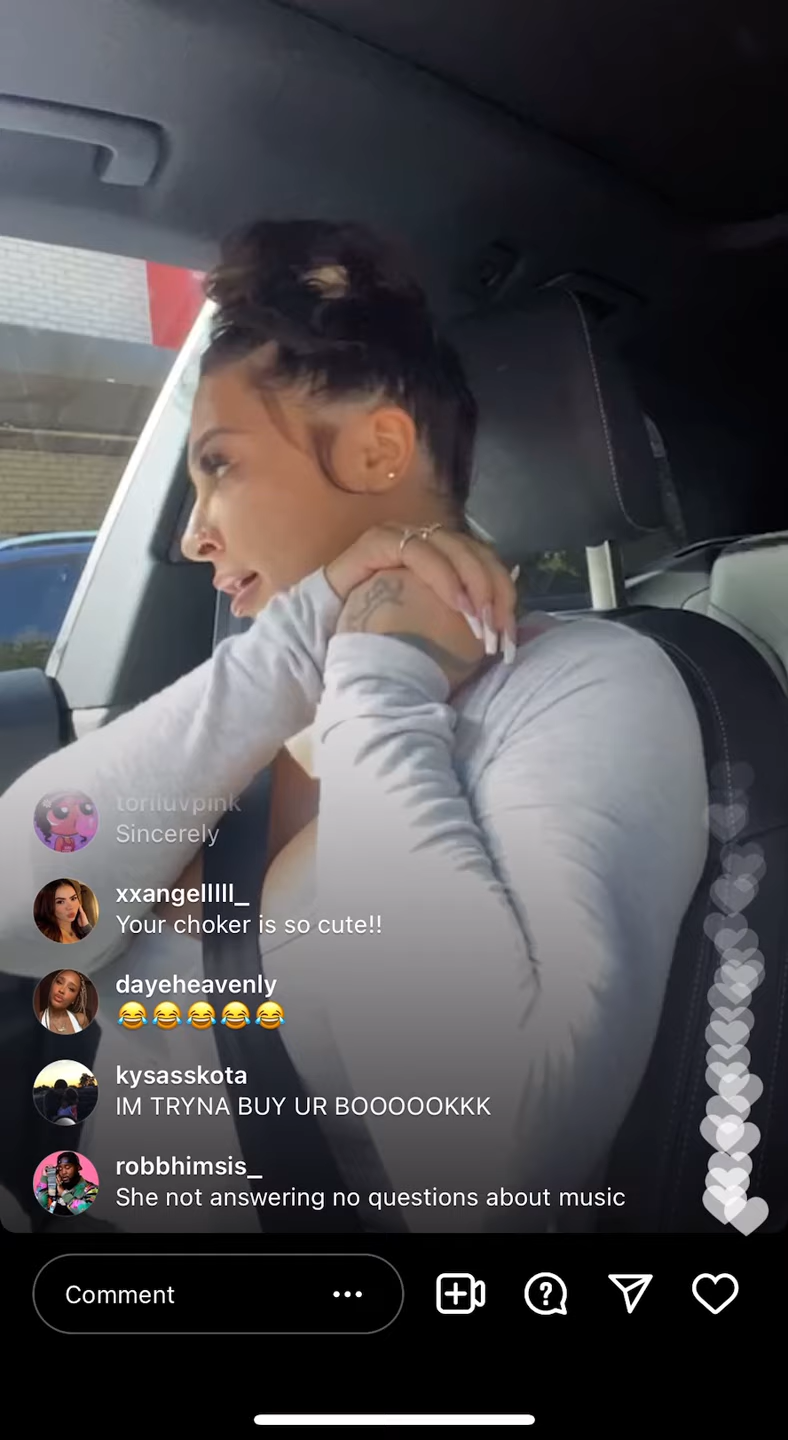 toriluvpink
Sincerely
xxangelllll_
Your choker is so cute!!
dayeheavenly
😂😂😂😂😂
kysasskota
IM TRYNA BUY UR BOOOOOKKK
robbhimsis_
She not answering no questions about music
Comment